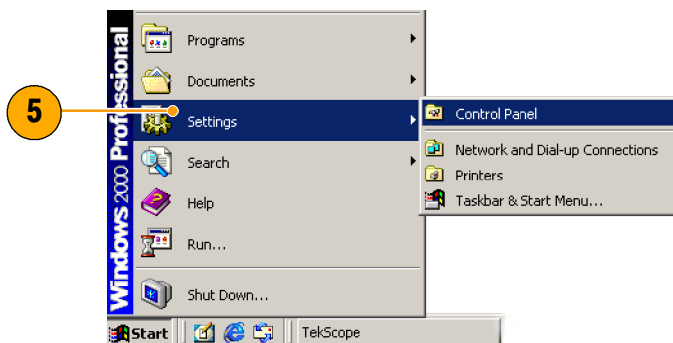 Windows 2000 Professional
Programs
Documents
5
Settings
Control Panel
Network and Dial-up Connections
Printers
Taskbar & Start Menu...
Search
Help
Run...
Shut Down...
Start
TekScope